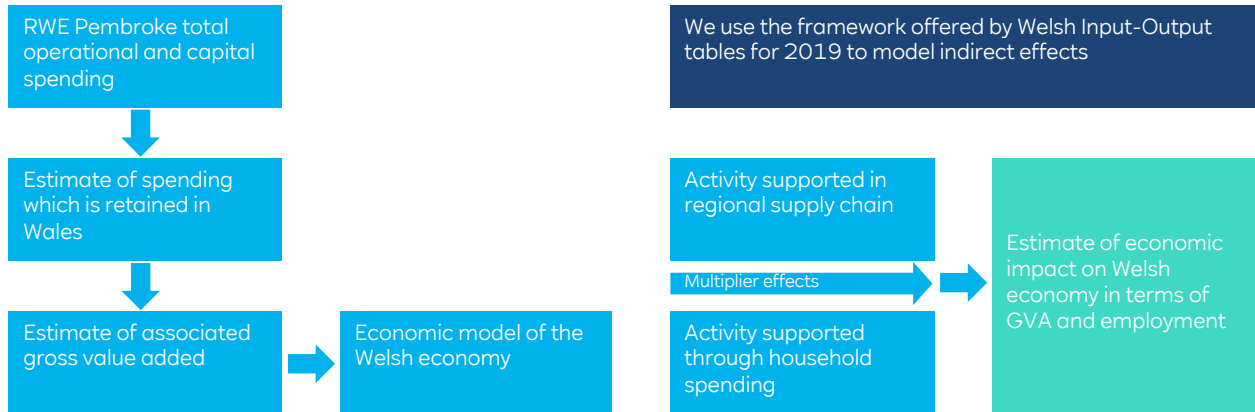 RWE Pembroke total
operational and capital
spending
We use the framework offered by Welsh Input-Output
tables for 2019 to model indirect effects
Estimate of spending
which is retained in
Wales
Activity supported in
regional supply chain
Multiplier effects
Estimate of economic
impact on Welsh
economy in terms of
GVA and employment
Estimate of associated
gross value added
Economic model of the
Welsh economy
Activity supported
through household
spending